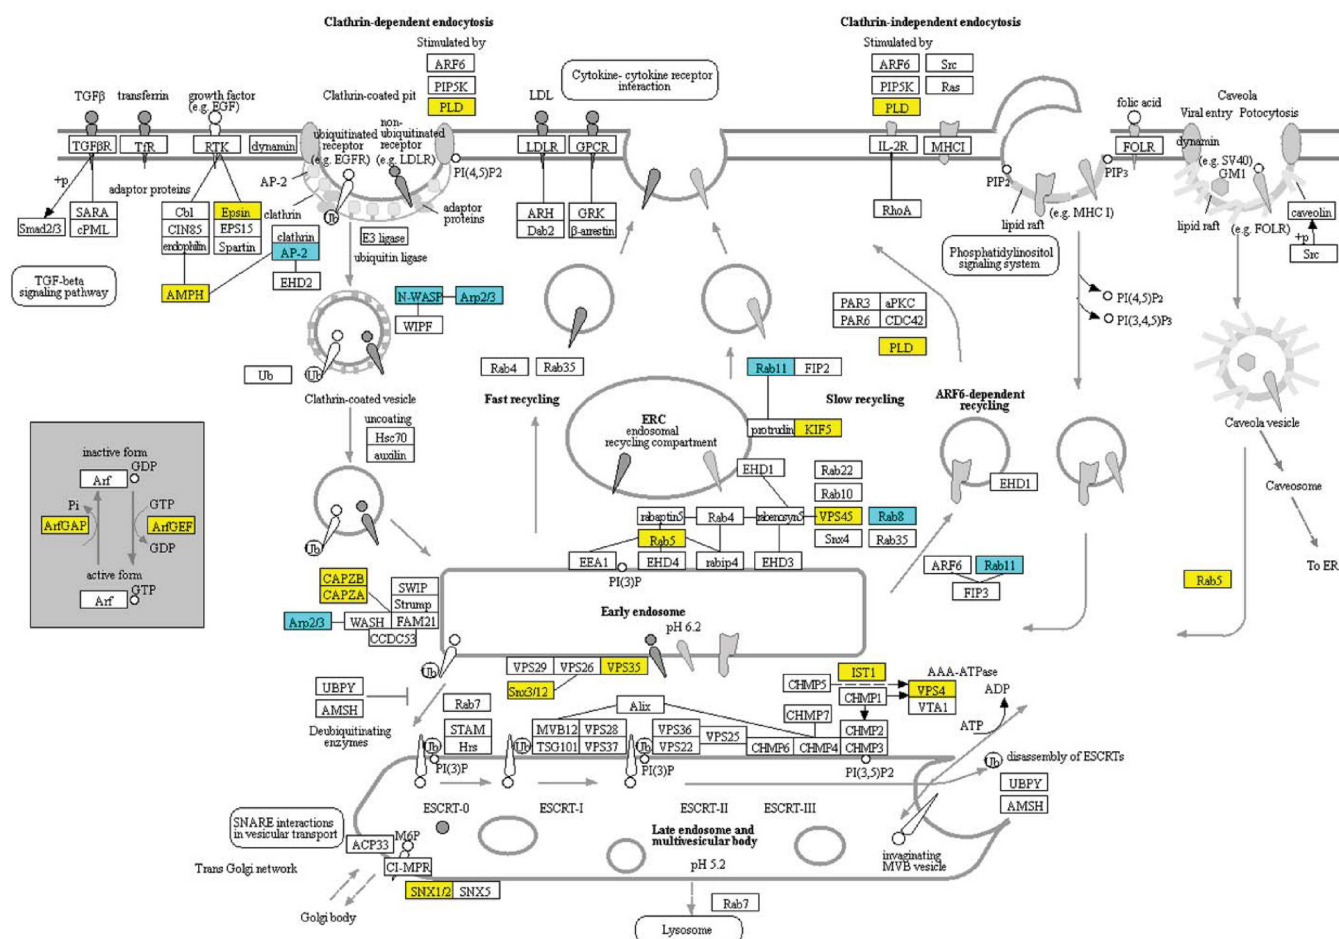 Clathrin-dependent endocytosis
Stimulated by
ARF6
PIP5K
PLD
Clathrin-independent endocytosis
Stimulated by
ARF6
Src
PIP5K
Ras
PLD
Cytokine- cytokine receptor
interaction
TGFβ
transferrin
growth factor
(e.g. EGF)
Clathrin-coated pit
LDL
folic acid
Caveola
Viral entry
Potocytosis
TGFβR
TfR
RTK
dynamin
ubiquitinated
receptor
(e.g. EGFR)
non-
ubiquitinated
receptor
(e.g. LDLR)
PI(4,5)P2
LDLR
GPCR
IL-2R
MHCI
PIP2
PIP3
FOLR
dynamin
(e.g. SV40)
GM1
+p
adaptor proteins
AP-2
Smad2/3
SARA
cPML
Cbl
CIN85
endophilin
Epsin
EPS15
Spartin
clathrin
Ub
adaptor
proteins
ARH
Dab2
GRK
β-arrestin
RhoA
lipid raft
(e.g. MHC I)
lipid raft
(e.g. FOLR)
caveolin
+p
Src
clathrin
AP-2
EHD2
AMPH
E3 ligase
ubiquitin ligase
TGF-beta
signaling pathway
Phosphatidylinositol
signaling system
PI(4,5)P2
PI(3,4,5)P3
N-WASP
Arp2/3
WIPF
PAR3
aPKC
PAR6
CDC42
PLD
Ub
Ub
Clathrin-coated vesicle
Rab4
Rab35
Rab11
FIP2
Fast recycling
Slow recycling
ARF6-dependent
recycling
Caveola vesicle
uncoating
Hsc70
auxilin
ERC
endosomal
recycling compartment
protrudin
KIF5
EHD1
Rab22
Rab10
EHD1
Caveosome
inactive form
Arf
GDP
Pi
GTP
ArfGAP
ArfGEF
GDP
active form
Arf
GTP
Ub
rabaptin5
Rab4
rabenosyn5
VPS45
Rab8
Rab5
Snx4
Rab35
EEA1
EHD4
rabip4
EHD3
PI(3)P
ARF6
Rab11
FIP3
Rab5
To ER
CAPZB
CAPZA
SWIP
Strump
Arp2/3
WASH
FAM21
CCDC53
Early endosome
pH 6.2
Ub
VPS29
VPS26
VPS35
Snx3/12
IST1
AAA-ATPase
CHMP5
CHMP1
VPS4
VTA1
ADP
ATP
UBPY
AMSH
Deubiquitinating
enzymes
Rab7
STAM
Hrs
Alix
MVB12
VPS28
TSG101
VPS37
VPS36
VPS22
VPS25
CHMP7
CHMP6
CHMP4
CHMP2
CHMP3
Ub
Ub
Ub
PI(3)P
PI(3)P
PI(3,5)P2
Ub
disassembly of ESCRTs
UBPY
AMSH
ESCRT-0
ESCRT-I
ESCRT-II
ESCRT-III
SNARE interactions
in vesicular transport
ACP33
M6P
CI-MPR
Late endosome and
multivesicular body
pH 5.2
invaginating
MVB vesicle
Trans Golgi network
SNX1/2
SNX5
Golgi body
Rab7
Lysosome